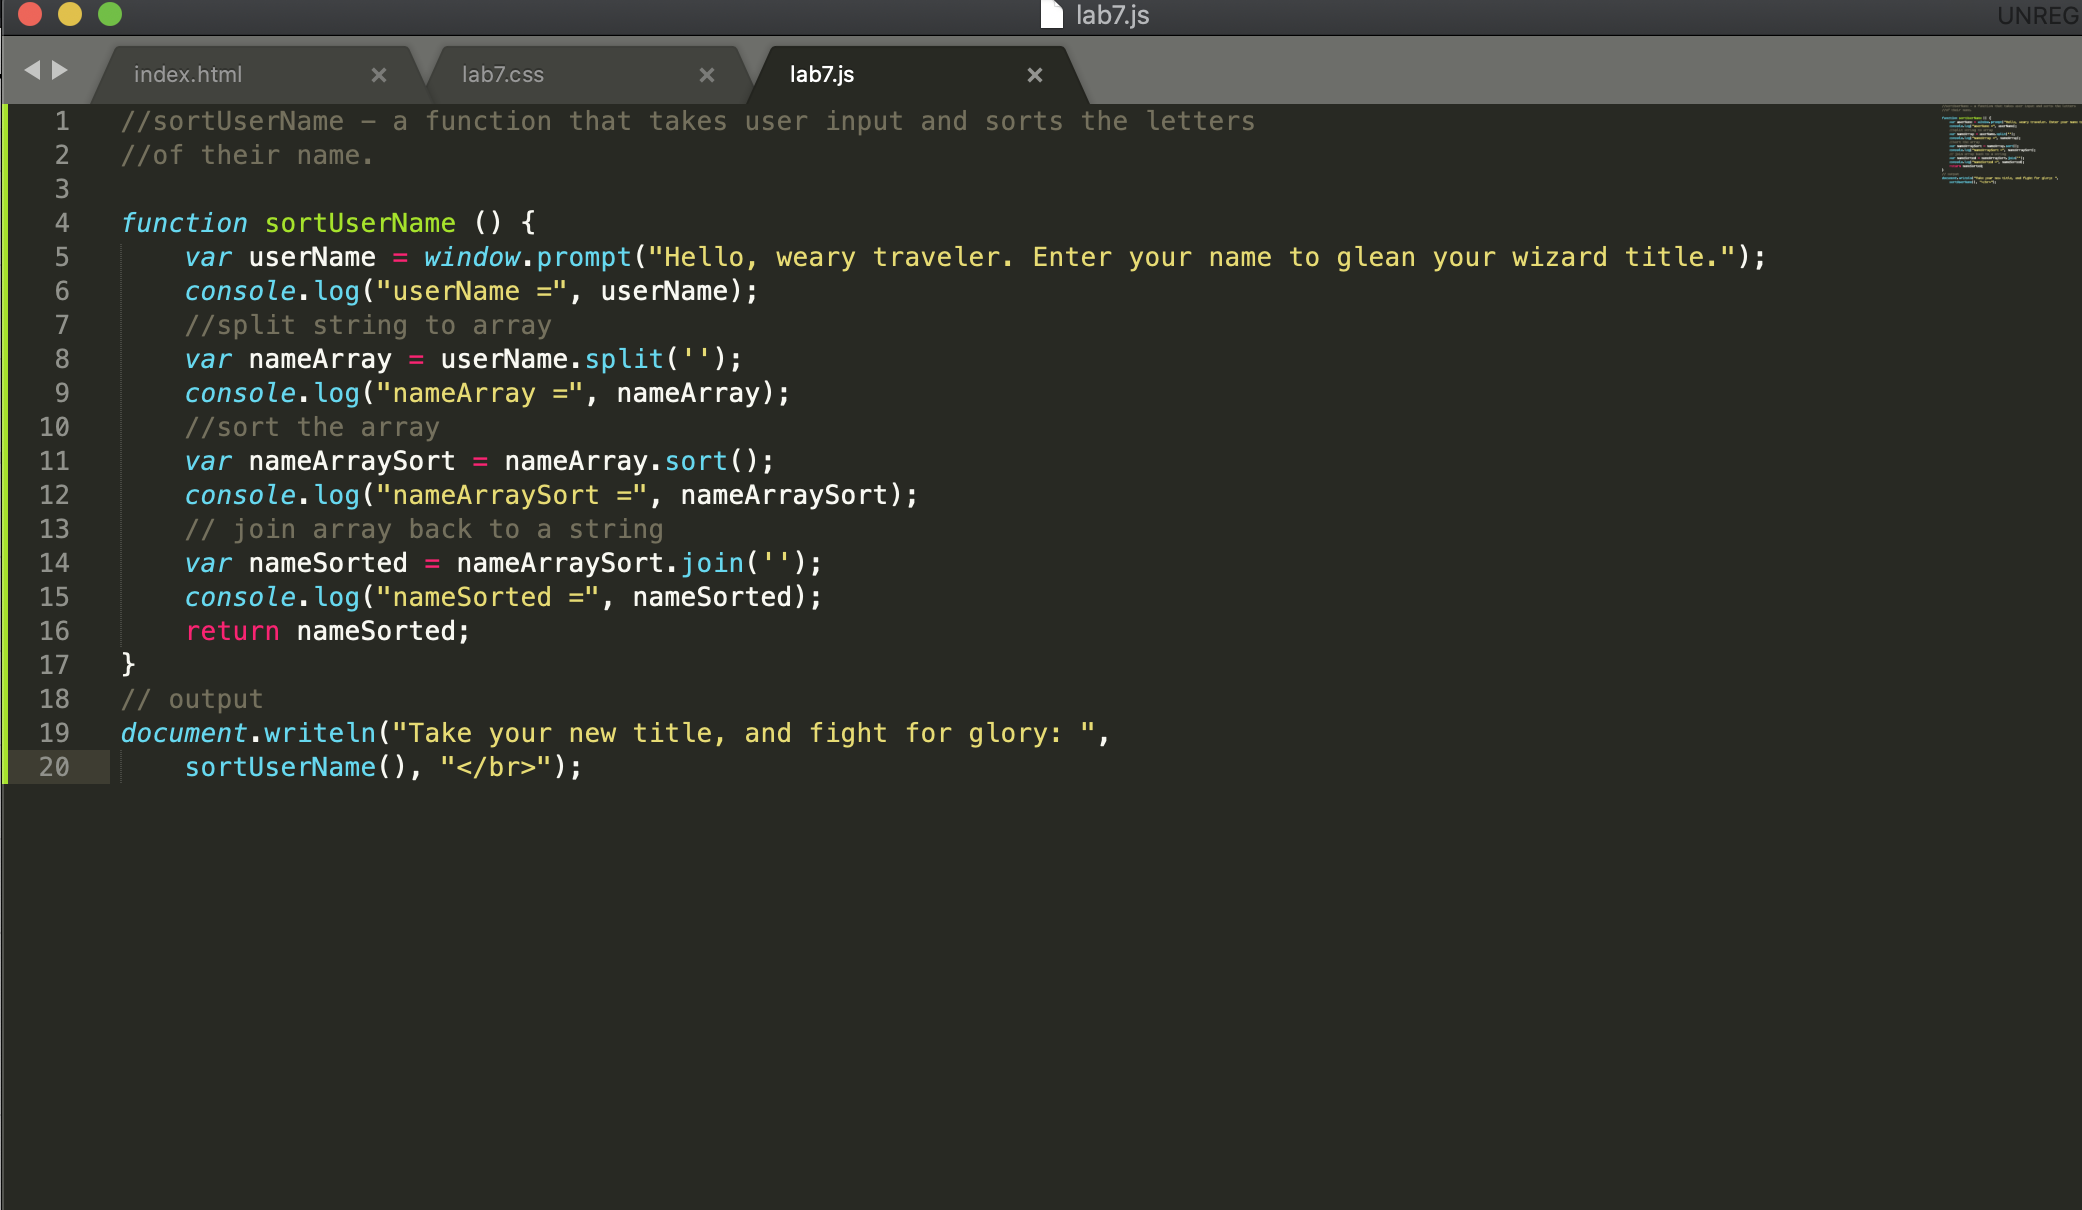 lab7.js
UNREG
index.html × lab7.css × lab7.js ×
1 //sortUserName – a function that takes user input and sorts the letters
2 //of their name.
3
4 function sortUserName () {
5     var userName = window.prompt("Hello, weary traveler. Enter your name to glean your wizard title.");
6     console.log("userName =", userName);
7     //split string to array
8     var nameArray = userName.split('');
9     console.log("nameArray =", nameArray);
10     //sort the array
11     var nameArraySort = nameArray.sort();
12     console.log("nameArraySort =", nameArraySort);
13     // join array back to a string
14     var nameSorted = nameArraySort.join('');
15     console.log("nameSorted =", nameSorted);
16     return nameSorted;
17 }
18 // output
19 document.writeln("Take your new title, and fight for glory: ",
20     sortUserName(), "</br>");